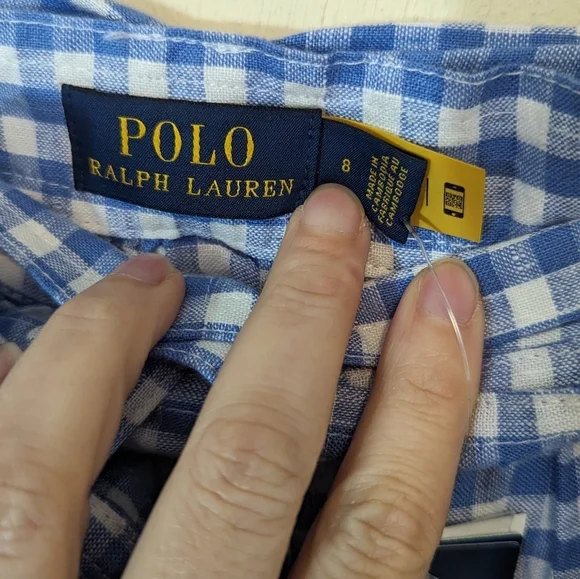 POLO
RALPH LAUREN
8
MADE IN
CAMBODIA
FABRIQUÉ AU
CAMBODGE